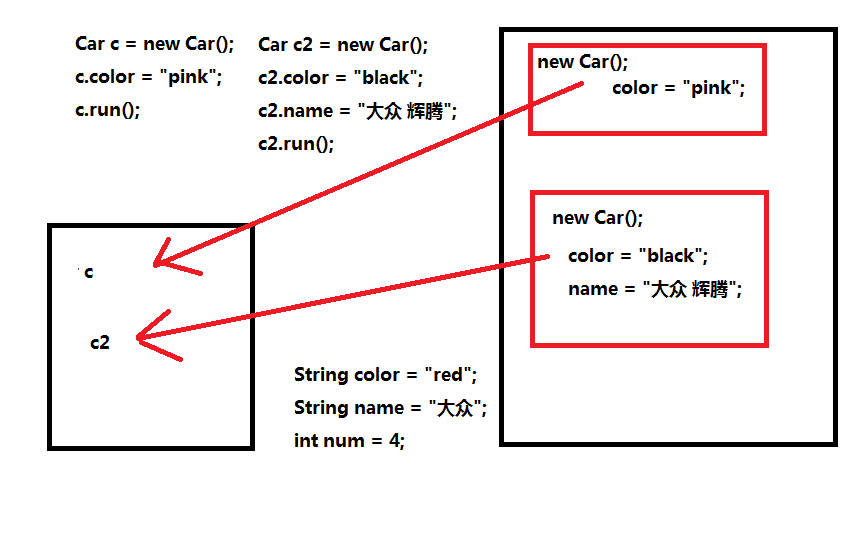 Car c = new Car();
c.color = "pink";
c.run();
Car c2 = new Car();
c2.color = "black";
c2.name = "大众 辉腾";
c2.run();
new Car();
color = "pink";
new Car();
color = "black";
name = "大众 辉腾";
c
c2
String color = "red";
String name = "大众";
int num = 4;